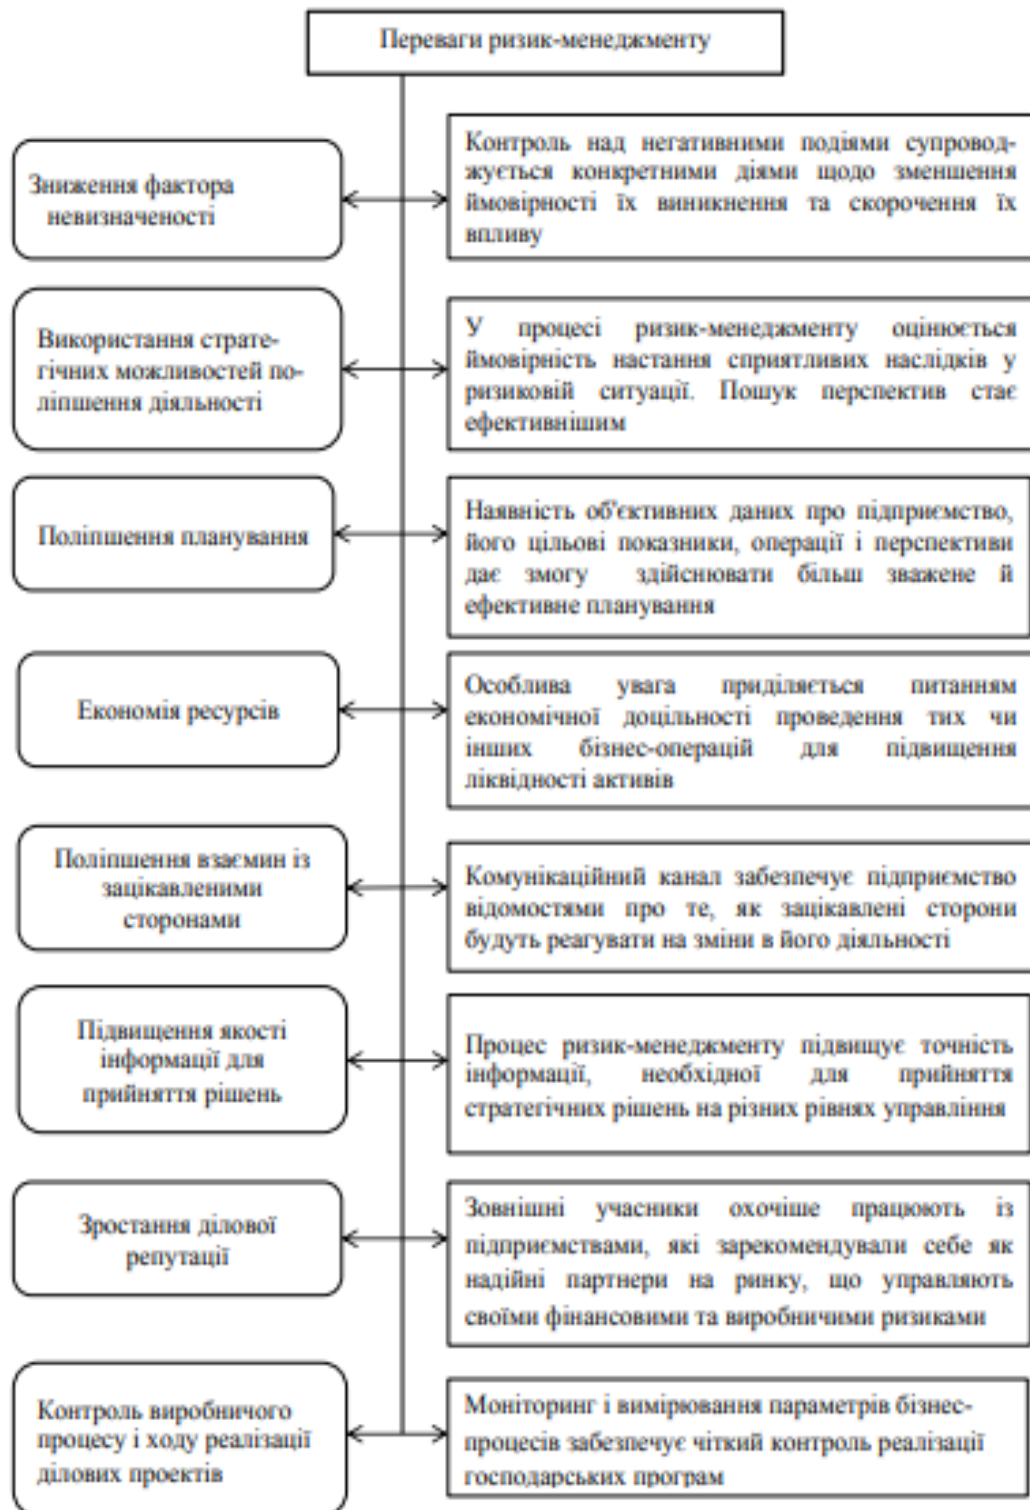 Переваги ризик-менеджменту
Зниження фактора
невизначеності
Контроль над негативними подіями супровод-
жується конкретними діями щодо зменшення
ймовірності їх виникнення та скорочення їх
впливу
Використання страте-
гічних можливостей по-
ліпшення діяльності
У процесі ризик-менеджменту оцінюється
ймовірність настання сприятливих наслідків у
ризиковій ситуації. Пошук перспектив стає
ефективнішим
Поліпшення планування
Наявність об'єктивних даних про підприємство,
його цільові показники, операції і перспективи
дає змогу здійснювати більш зважене й
ефективне планування
Економія ресурсів
Особлива увага приділяється питанням
економічної доцільності проведення тих чи
інших бізнес-операцій для підвищення
ліквідності активів
Поліпшення взаємин із
зацікавленими
сторонами
Комунікаційний канал забезпечує підприємство
відомостями про те, як зацікавлені сторони
будуть реагувати на зміни в його діяльності
Підвищення якості
інформації для
прийняття рішень
Процес ризик-менеджменту підвищує точність
інформації, необхідної для прийняття
стратегічних рішень на різних рівнях управління
Зростання ділової
репутації
Зовнішні учасники охочіше працюють із
підприємствами, які зарекомендували себе як
надійні партнери на ринку, що управляють
своїми фінансовими та виробничими ризиками
Контроль виробничого
процесу і ходу реалізації
ділових проектів
Моніторинг і вимірювання параметрів бізнес-
процесів забезпечує чіткий контроль реалізації
господарських програм